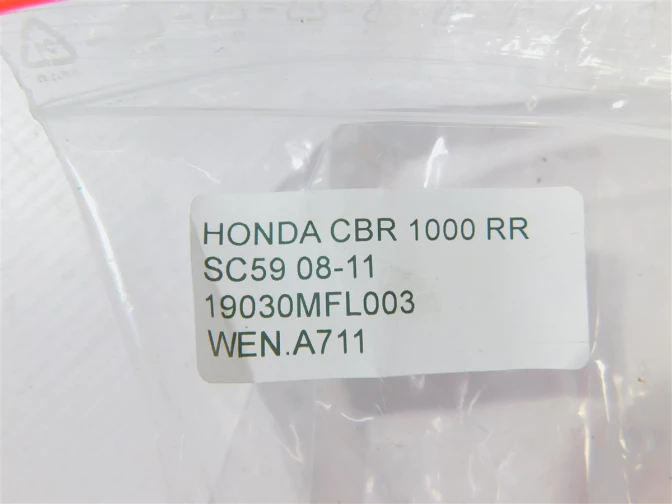 HONDA CBR 1000 RR
SC59 08-11
19030MFL003
WEN.A711